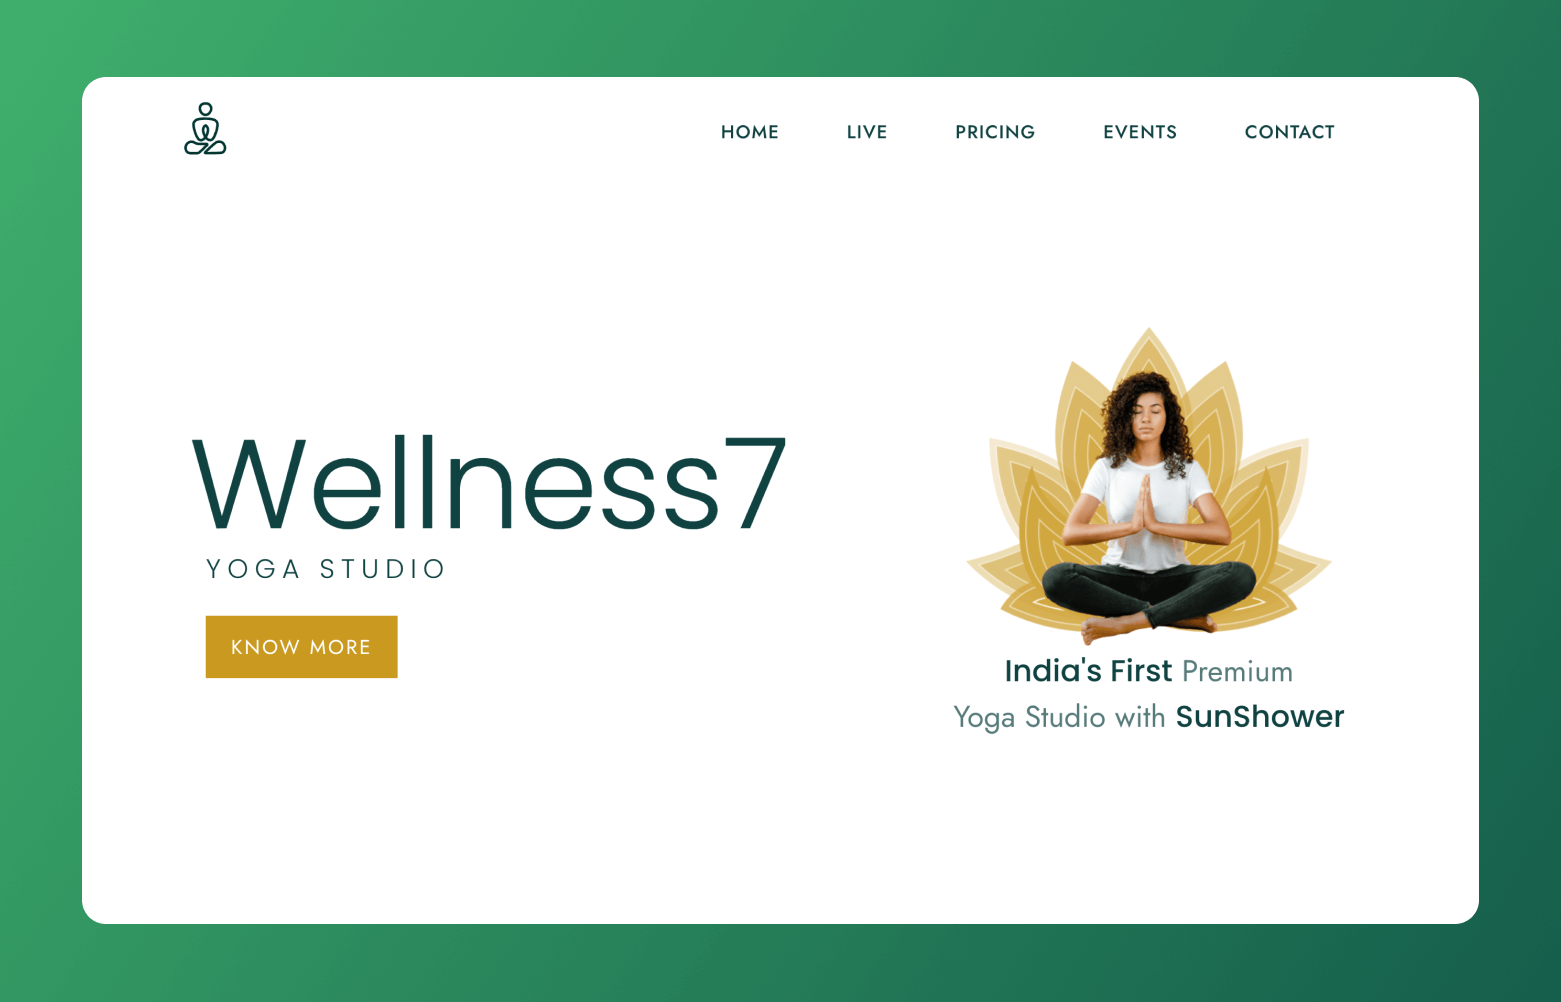 HOME LIVE PRICING EVENTS CONTACT
Wellness7
YOGA STUDIO
KNOW MORE
India's First Premium
Yoga Studio with SunShower